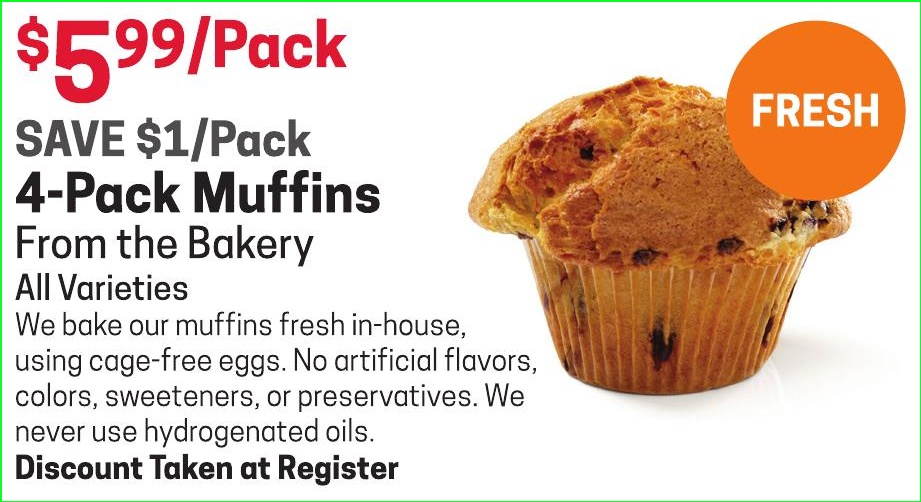 $5.99/Pack
SAVE $1/Pack
4-Pack Muffins
From the Bakery
All Varieties
We bake our muffins fresh in-house,
using cage-free eggs. No artificial flavors,
colors, sweeteners, or preservatives. We
never use hydrogenated oils.
Discount Taken at Register
FRESH